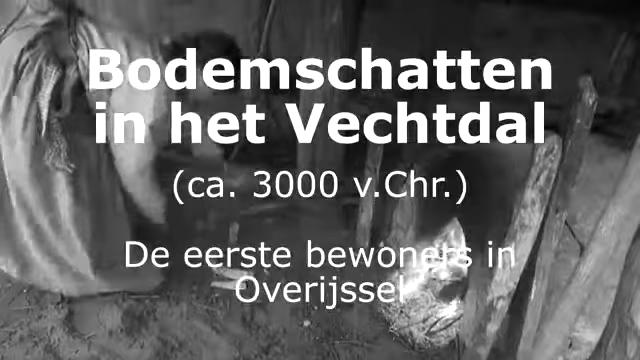 Bodemschatten
in het Vechtdal
(ca. 3000 v.Chr.)
De eerste bewoners in
Overijssel